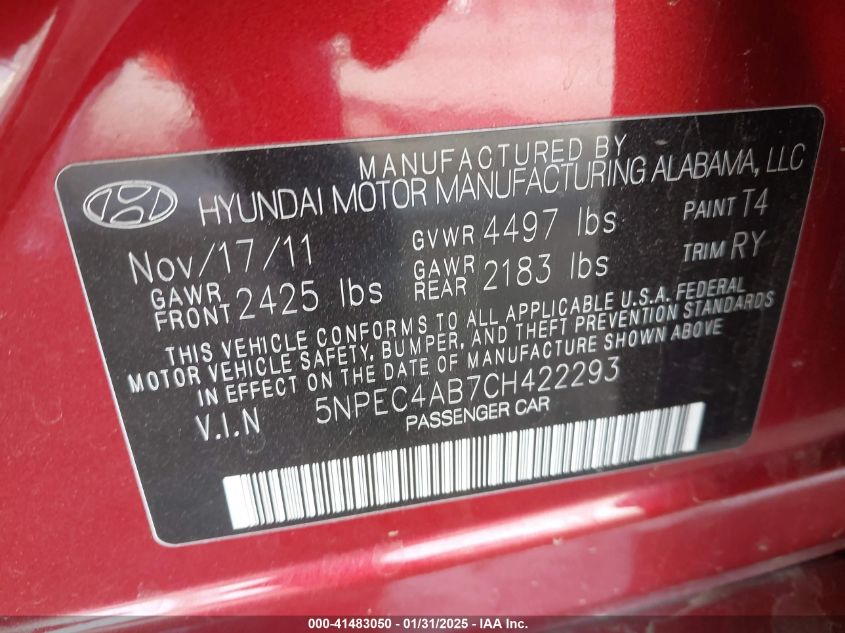 MANUFACTURED BY
HYUNDAI MOTOR MANUFACTURING ALABAMA, LLC
Nov/17/11 GVWR 4497 lbs PAINT T4
GAWR FRONT 2425 lbs GAWR REAR 2183 lbs TRIM RY
THIS VEHICLE CONFORMS TO ALL APPLICABLE U.S.A. FEDERAL
MOTOR VEHICLE SAFETY, BUMPER, AND THEFT PREVENTION STANDARDS
IN EFFECT ON THE DATE OF MANUFACTURE SHOWN ABOVE
V.I.N 5NPEC4AB7CH422293
PASSENGER CAR
000-41483050 - 01/31/2025 - IAA Inc.